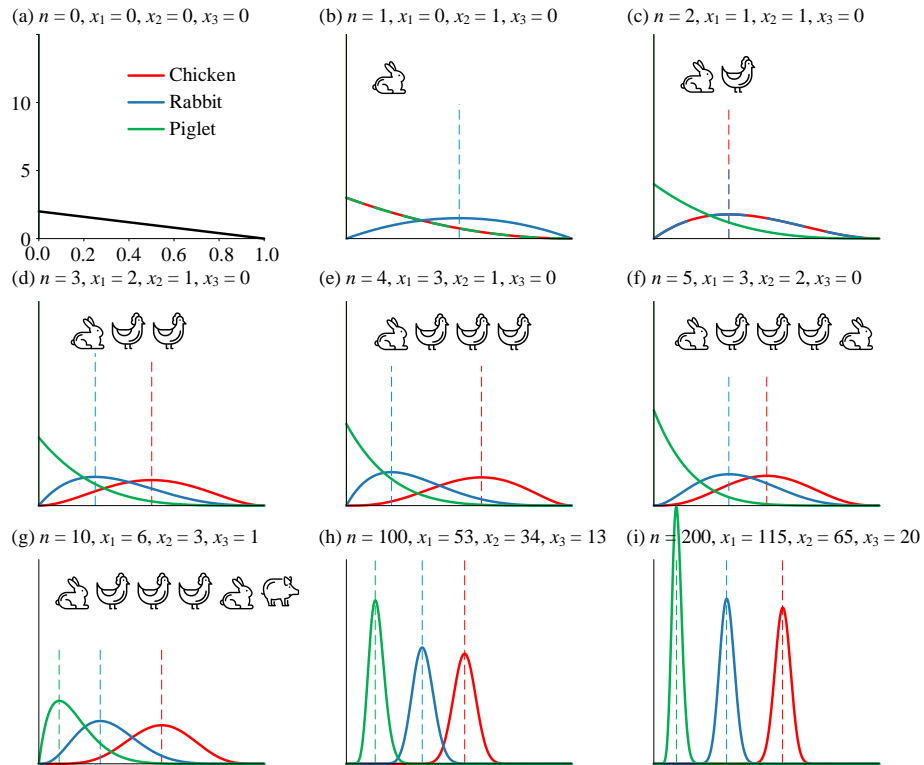 (a) n = 0, x₁ = 0, x₂ = 0, x₃ = 0
(b) n = 1, x₁ = 0, x₂ = 1, x₃ = 0
(c) n = 2, x₁ = 1, x₂ = 1, x₃ = 0
10
5
0
0.0 0.2 0.4 0.6 0.8 1.0
Chicken
Rabbit
Piglet
(d) n = 3, x₁ = 2, x₂ = 1, x₃ = 0
(e) n = 4, x₁ = 3, x₂ = 1, x₃ = 0
(f) n = 5, x₁ = 3, x₂ = 2, x₃ = 0
(g) n = 10, x₁ = 6, x₂ = 3, x₃ = 1
(h) n = 100, x₁ = 53, x₂ = 34, x₃ = 13
(i) n = 200, x₁ = 115, x₂ = 65, x₃ = 20